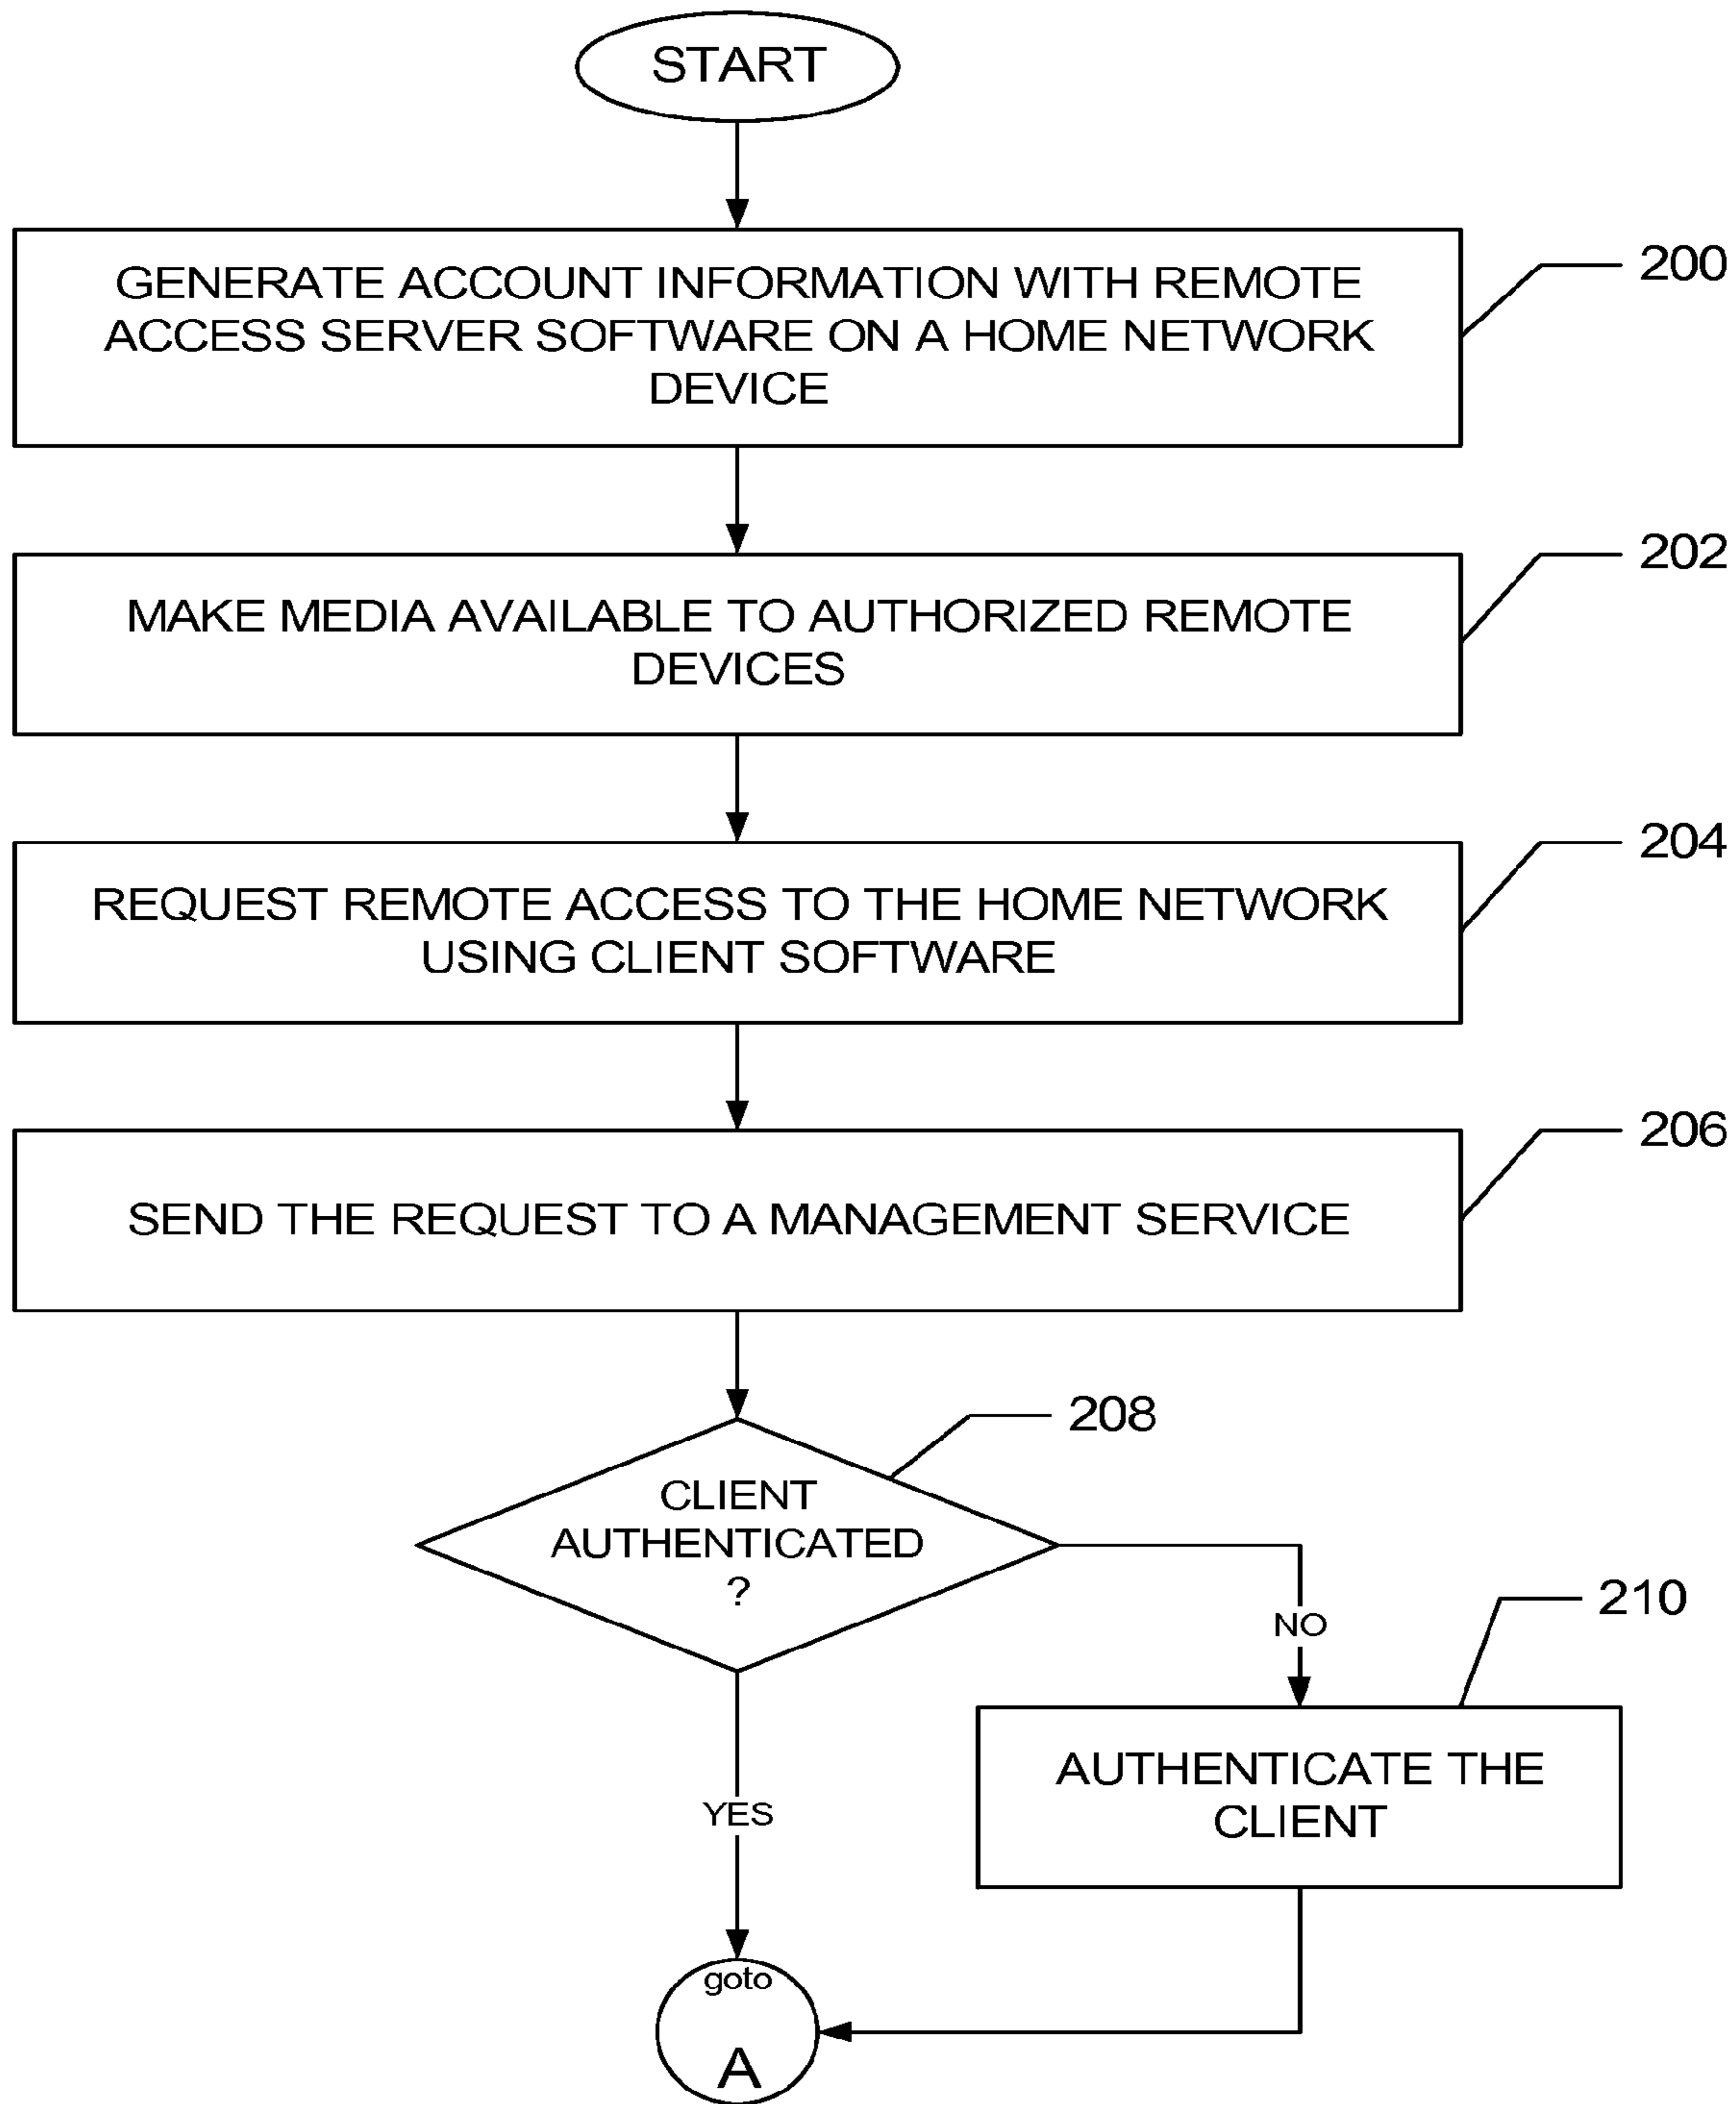 START
GENERATE ACCOUNT INFORMATION WITH REMOTE
ACCESS SERVER SOFTWARE ON A HOME NETWORK
DEVICE
200
MAKE MEDIA AVAILABLE TO AUTHORIZED REMOTE
DEVICES
202
REQUEST REMOTE ACCESS TO THE HOME NETWORK
USING CLIENT SOFTWARE
204
SEND THE REQUEST TO A MANAGEMENT SERVICE
206
CLIENT
AUTHENTICATED
?
208
NO
210
AUTHENTICATE THE
CLIENT
YES
goto
A